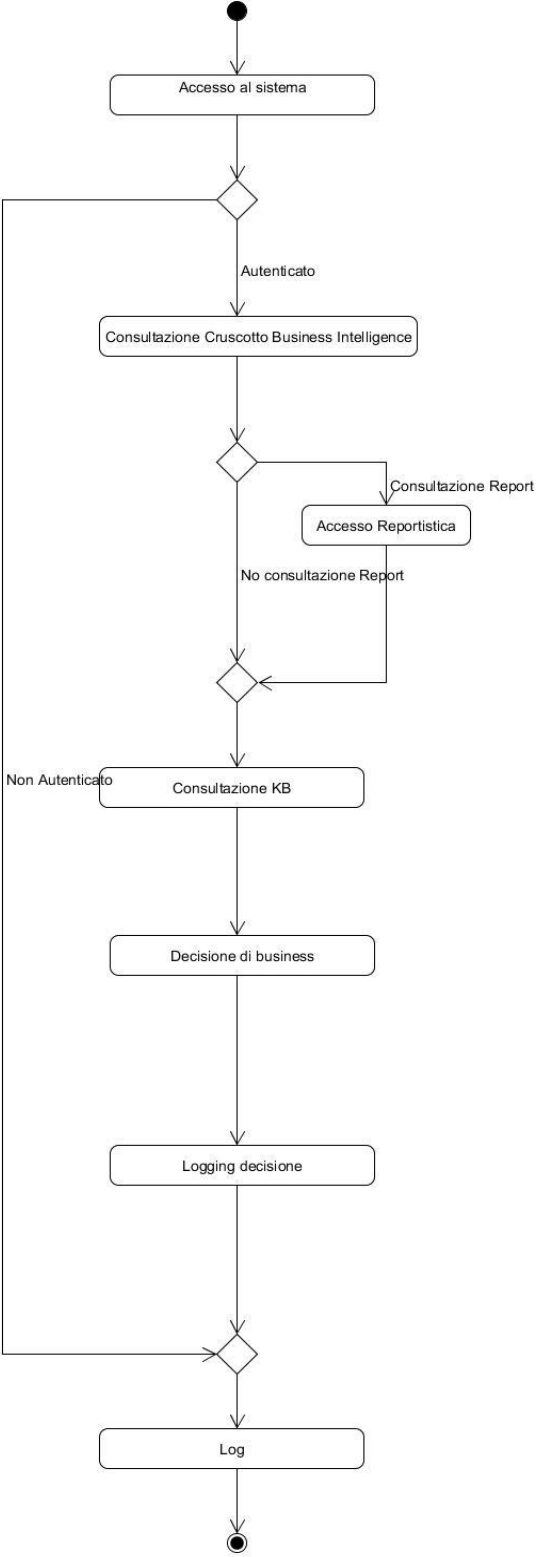 Accesso al sistema
Autenticato
Consultazione Cruscotto Business Intelligence
Consultazione Report
Accesso Reportistica
No consultazione Report
Non Autenticato
Consultazione KB
Decisione di business
Logging decisione
Log